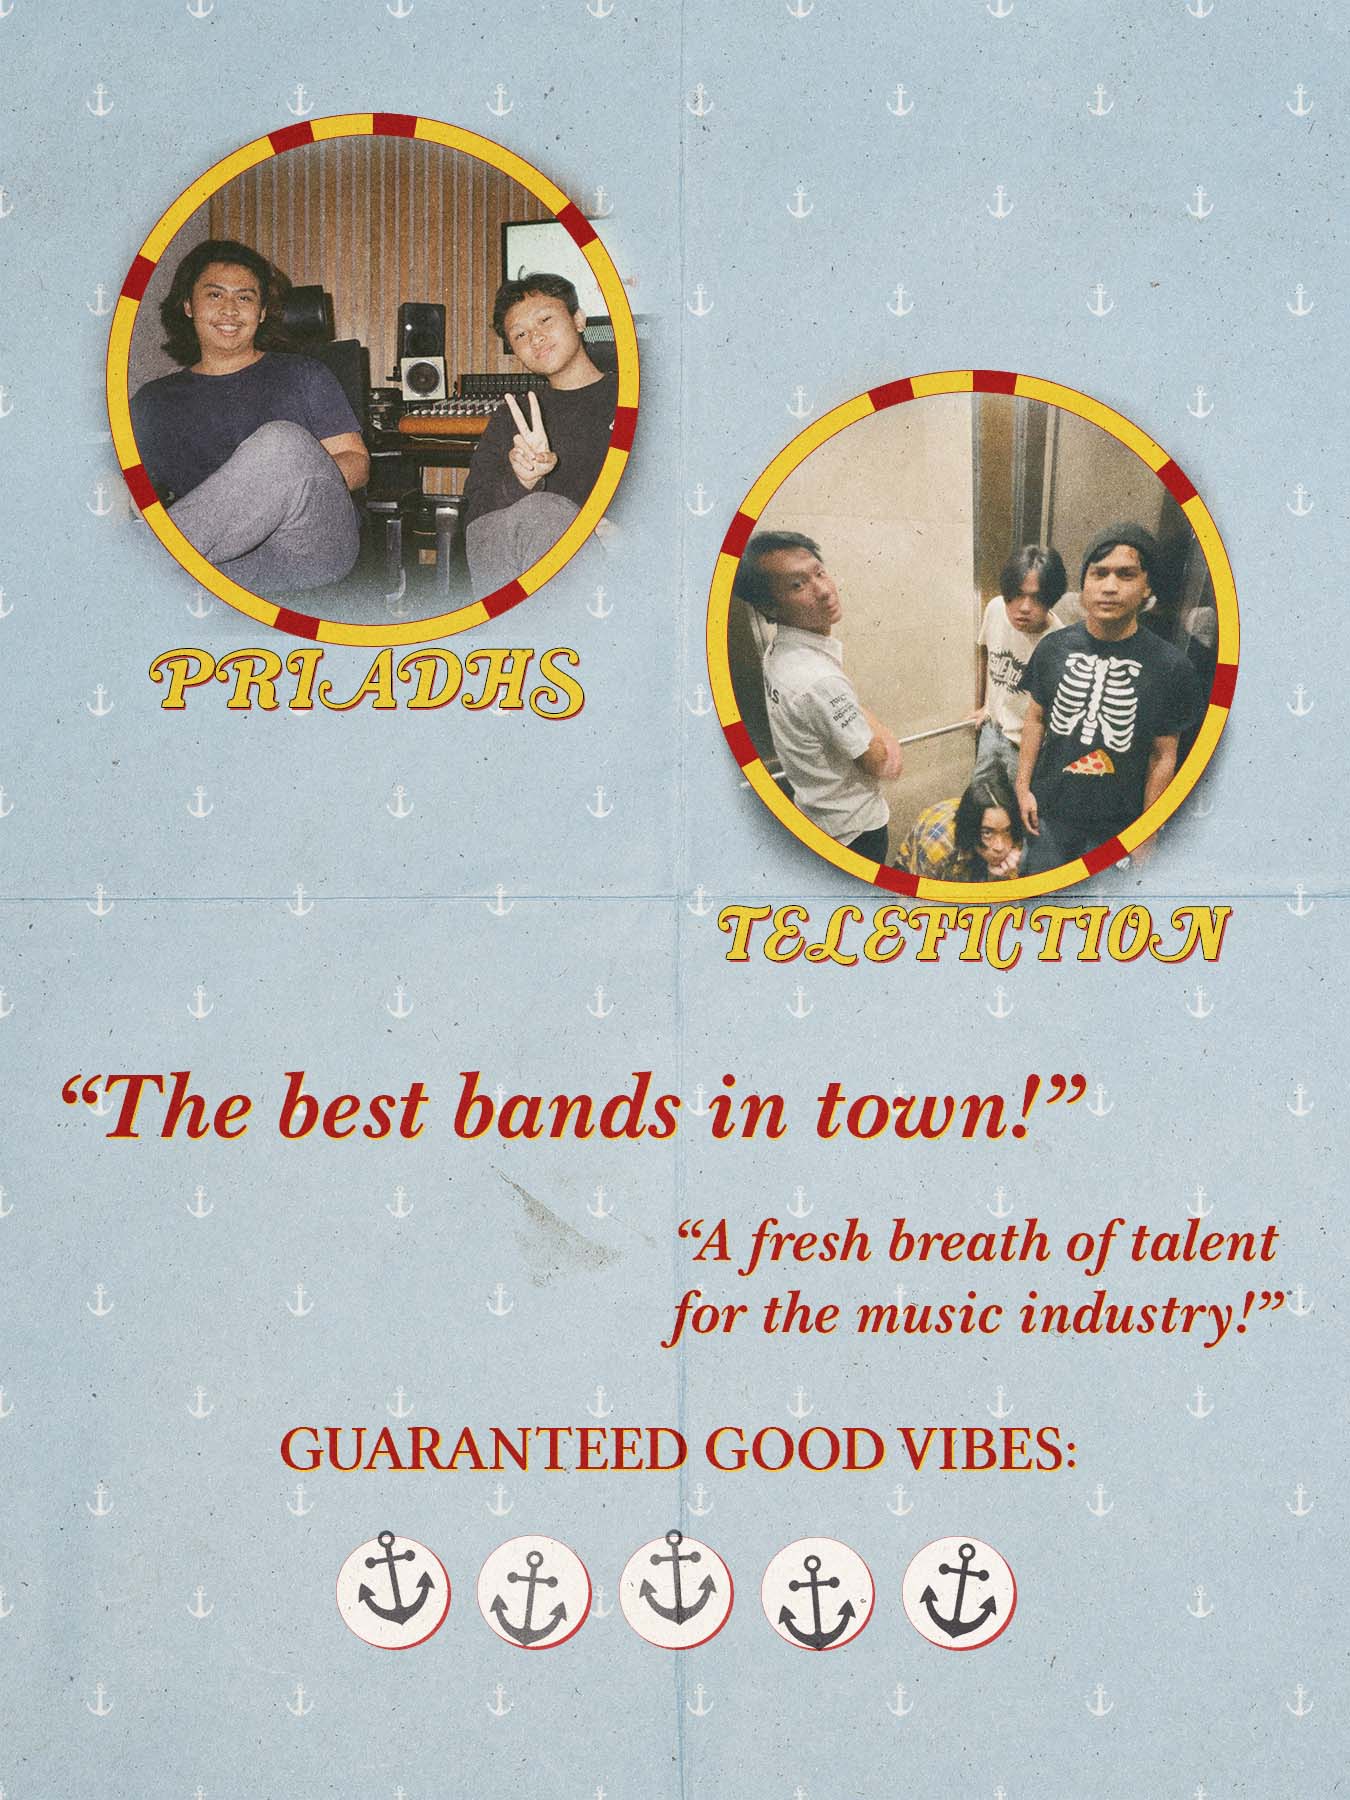 PRIADHS
TELEFICTION
“The best bands in town!”
“A fresh breath of talent
for the music industry!”
GUARANTEED GOOD VIBES: